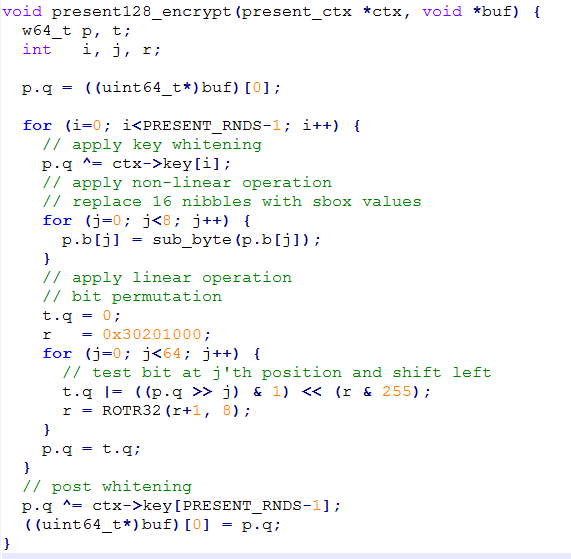 void present128_encrypt(present_ctx *ctx, void *buf) {
  w64_t p, t;
  int   i, j, r;

  p.q = ((uint64_t*)buf)[0];

  for (i=0; i<PRESENT_RNDS-1; i++) {
    // apply key whitening
    p.q ^= ctx->key[i];
    // apply non-linear operation
    // replace 16 nibbles with sbox values
    for (j=0; j<8; j++) {
      p.b[j] = sub_byte(p.b[j]);
    }
    // apply linear operation
    // bit permutation
    t.q = 0;
    r   = 0x30201000;
    for (j=0; j<64; j++) {
      // test bit at j'th position and shift left
      t.q |= ((p.q >> j) & 1) << (r & 255);
      r = ROTR32(r+1, 8);
    }
    p.q = t.q;
  }
  // post whitening
  p.q ^= ctx->key[PRESENT_RNDS-1];
  ((uint64_t*)buf)[0] = p.q;
}